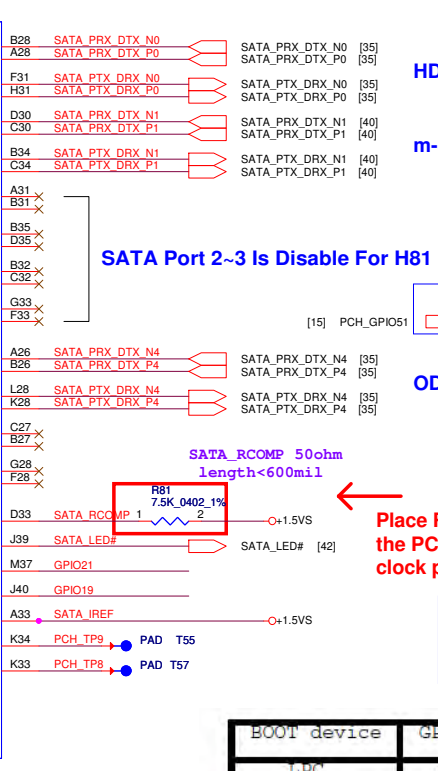 B28 SATA_PRX_DTX_N0 SATA_PRX_DTX_N0 [35]
A28 SATA_PRX_DTX_P0 SATA_PRX_DTX_P0 [35]
HD
F31 SATA_PTX_DRX_N0 SATA_PTX_DRX_N0 [35]
H31 SATA_PTX_DRX_P0 SATA_PTX_DRX_P0 [35]
D30 SATA_PRX_DTX_N1 SATA_PRX_DTX_N1 [40]
C30 SATA_PRX_DTX_P1 SATA_PRX_DTX_P1 [40]
m-
B34 SATA_PTX_DRX_N1 SATA_PTX_DRX_N1 [40]
C34 SATA_PTX_DRX_P1 SATA_PTX_DRX_P1 [40]
A31
B31
B35
D35
SATA Port 2~3 Is Disable For H81
B32
C32
G33
F33
[15] PCH_GPIO51
A26 SATA_PRX_DTX_N4 SATA_PRX_DTX_N4 [35]
B26 SATA_PRX_DTX_P4 SATA_PRX_DTX_P4 [35]
OD
L28 SATA_PTX_DRX_N4 SATA_PTX_DRX_N4 [35]
K28 SATA_PTX_DRX_P4 SATA_PTX_DRX_P4 [35]
C27
B27
G28
F28
SATA_RCOMP 50ohm
length<600mil
R81
7.5K_0402_1%
D33 SATA_RCOMP 1 2 +1.5VS
Place
the PC
clock p
J39 SATA_LED# SATA_LED# [42]
M37 GPIO21
J40 GPIO19
A33 SATA_IREF +1.5VS
K34 PCH_TP9 PAD T55
K33 PCH_TP8 PAD T57
BOOT device
LPC